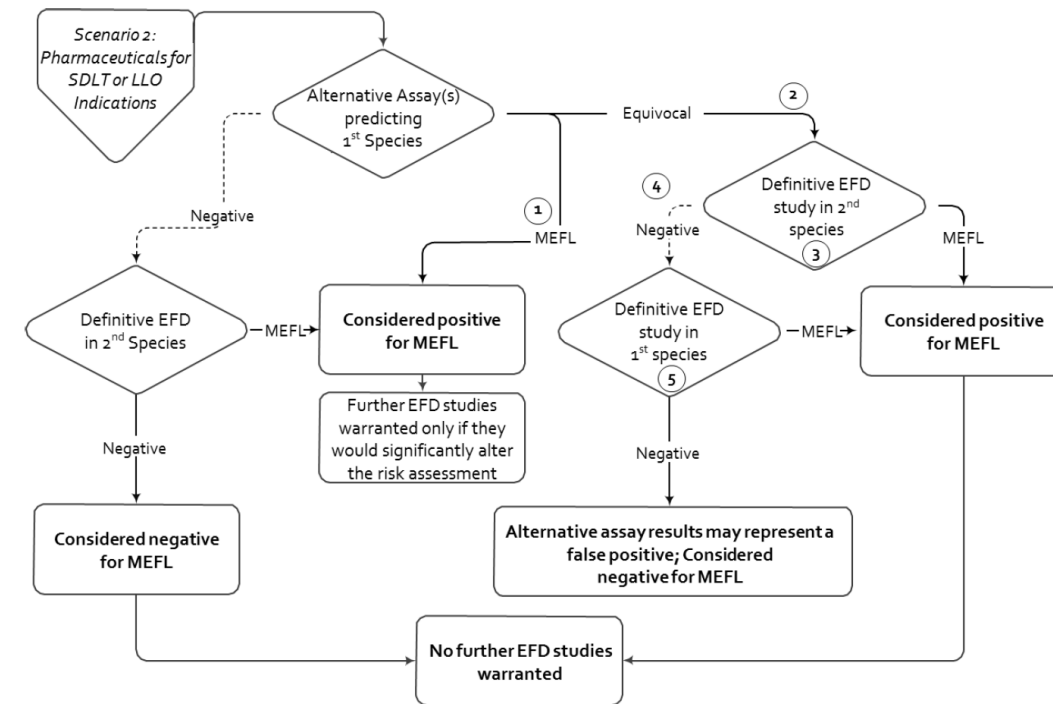 Scenario 2:
Pharmaceuticals for
SDLT or LLO
Indications
Alternative Assay(s)
predicting
1st Species
Equivocal
2
Definitive EFD
study in 2nd
species
3
4
Negative
MEFL
1
MEFL
Negative
Definitive EFD
in 2nd Species
MEFL
Considered positive
for MEFL
Further EFD studies
warranted only if they
would significantly alter
the risk assessment
Definitive EFD
study in
1st species
5
MEFL
Considered positive
for MEFL
Negative
Negative
Considered negative
for MEFL
Alternative assay results may represent a
false positive; Considered
negative for MEFL
No further EFD studies
warranted